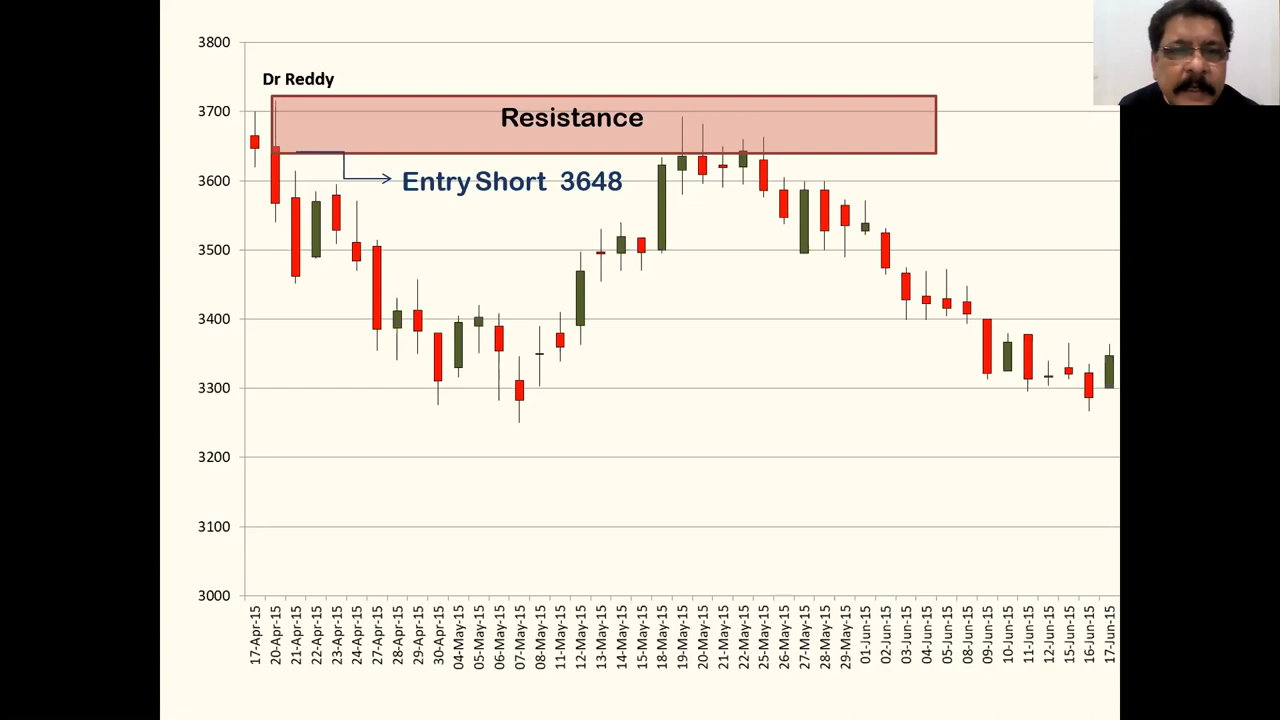 Dr Reddy
Resistance
Entry Short 3648
3800
3700
3600
3500
3400
3300
3200
3100
3000
17-Apr-15
20-Apr-15
21-Apr-15
22-Apr-15
23-Apr-15
24-Apr-15
27-Apr-15
28-Apr-15
29-Apr-15
30-Apr-15
04-May-15
05-May-15
06-May-15
07-May-15
08-May-15
11-May-15
12-May-15
13-May-15
14-May-15
15-May-15
18-May-15
19-May-15
20-May-15
21-May-15
22-May-15
25-May-15
26-May-15
27-May-15
28-May-15
29-May-15
01-Jun-15
02-Jun-15
03-Jun-15
04-Jun-15
05-Jun-15
08-Jun-15
09-Jun-15
10-Jun-15
11-Jun-15
12-Jun-15
15-Jun-15
16-Jun-15
17-Jun-15